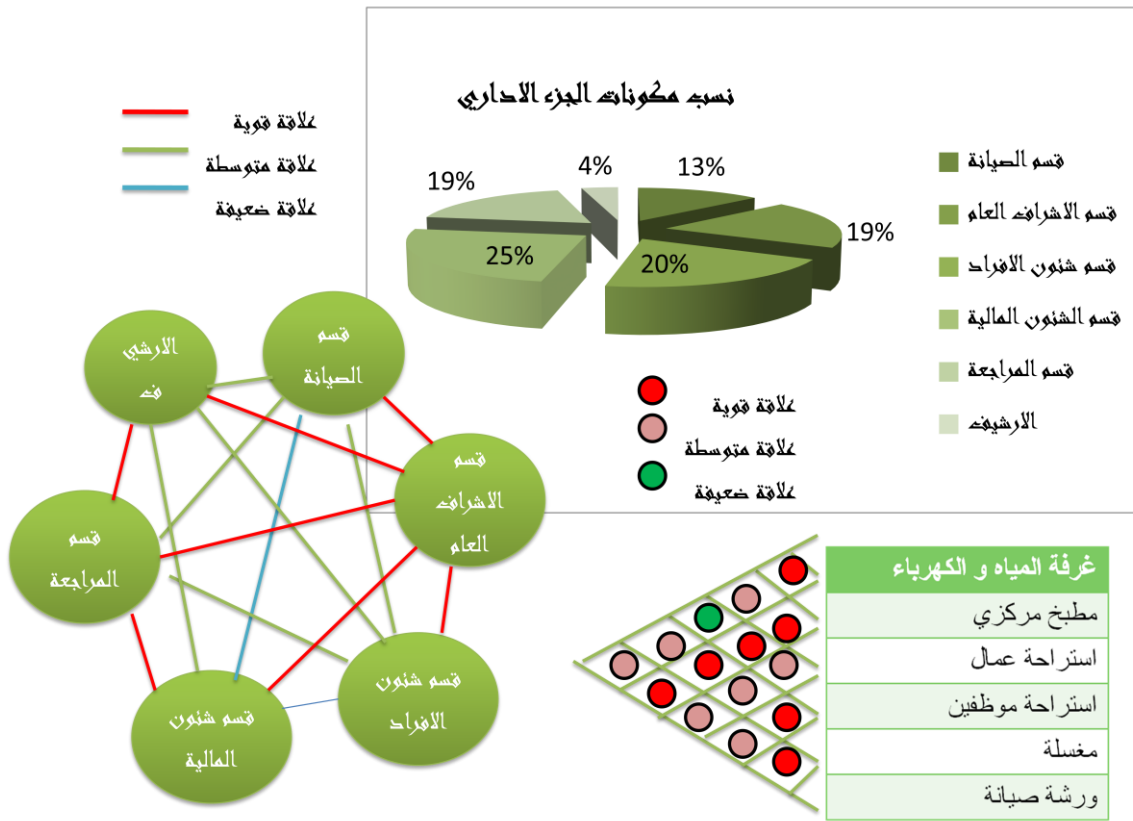 نسب مكونات الجزء الاداري
علاقة قوية
علاقة متوسطة
علاقة ضعيفة
13%
19%
20%
25%
19%
4%
قسم الصيانة
قسم الاشراف العام
قسم شئون الافراد
قسم الشئون المالية
قسم المراجعة
الارشيف
علاقة قوية
علاقة متوسطة
علاقة ضعيفة
قسم
الصيانة
الارشي
ف
قسم
الاشراف
العام
قسم
المراجعة
قسم شئون
الافراد
قسم شئون
المالية
غرفة المياه و الكهرباء
مطبخ مركزي
استراحة عمال
استراحة موظفين
مغسلة
ورشة صيانة